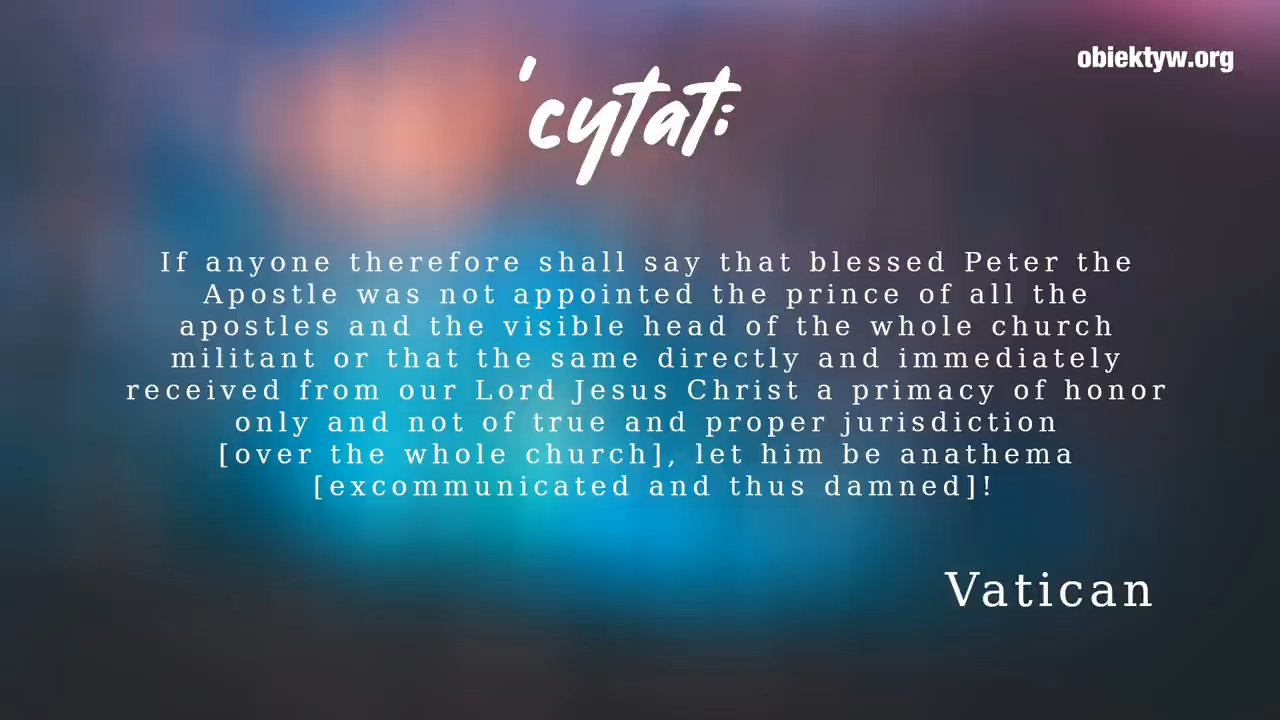 obiektyw.org
'cytat:
If anyone therefore shall say that blessed Peter the
Apostle was not appointed the prince of all the
apostles and the visible head of the whole church
militant or that the same directly and immediately
received from our Lord Jesus Christ a primacy of honor
only and not of true and proper jurisdiction
[over the whole church], let him be anathema
[excommunicated and thus damned]!
Vatican